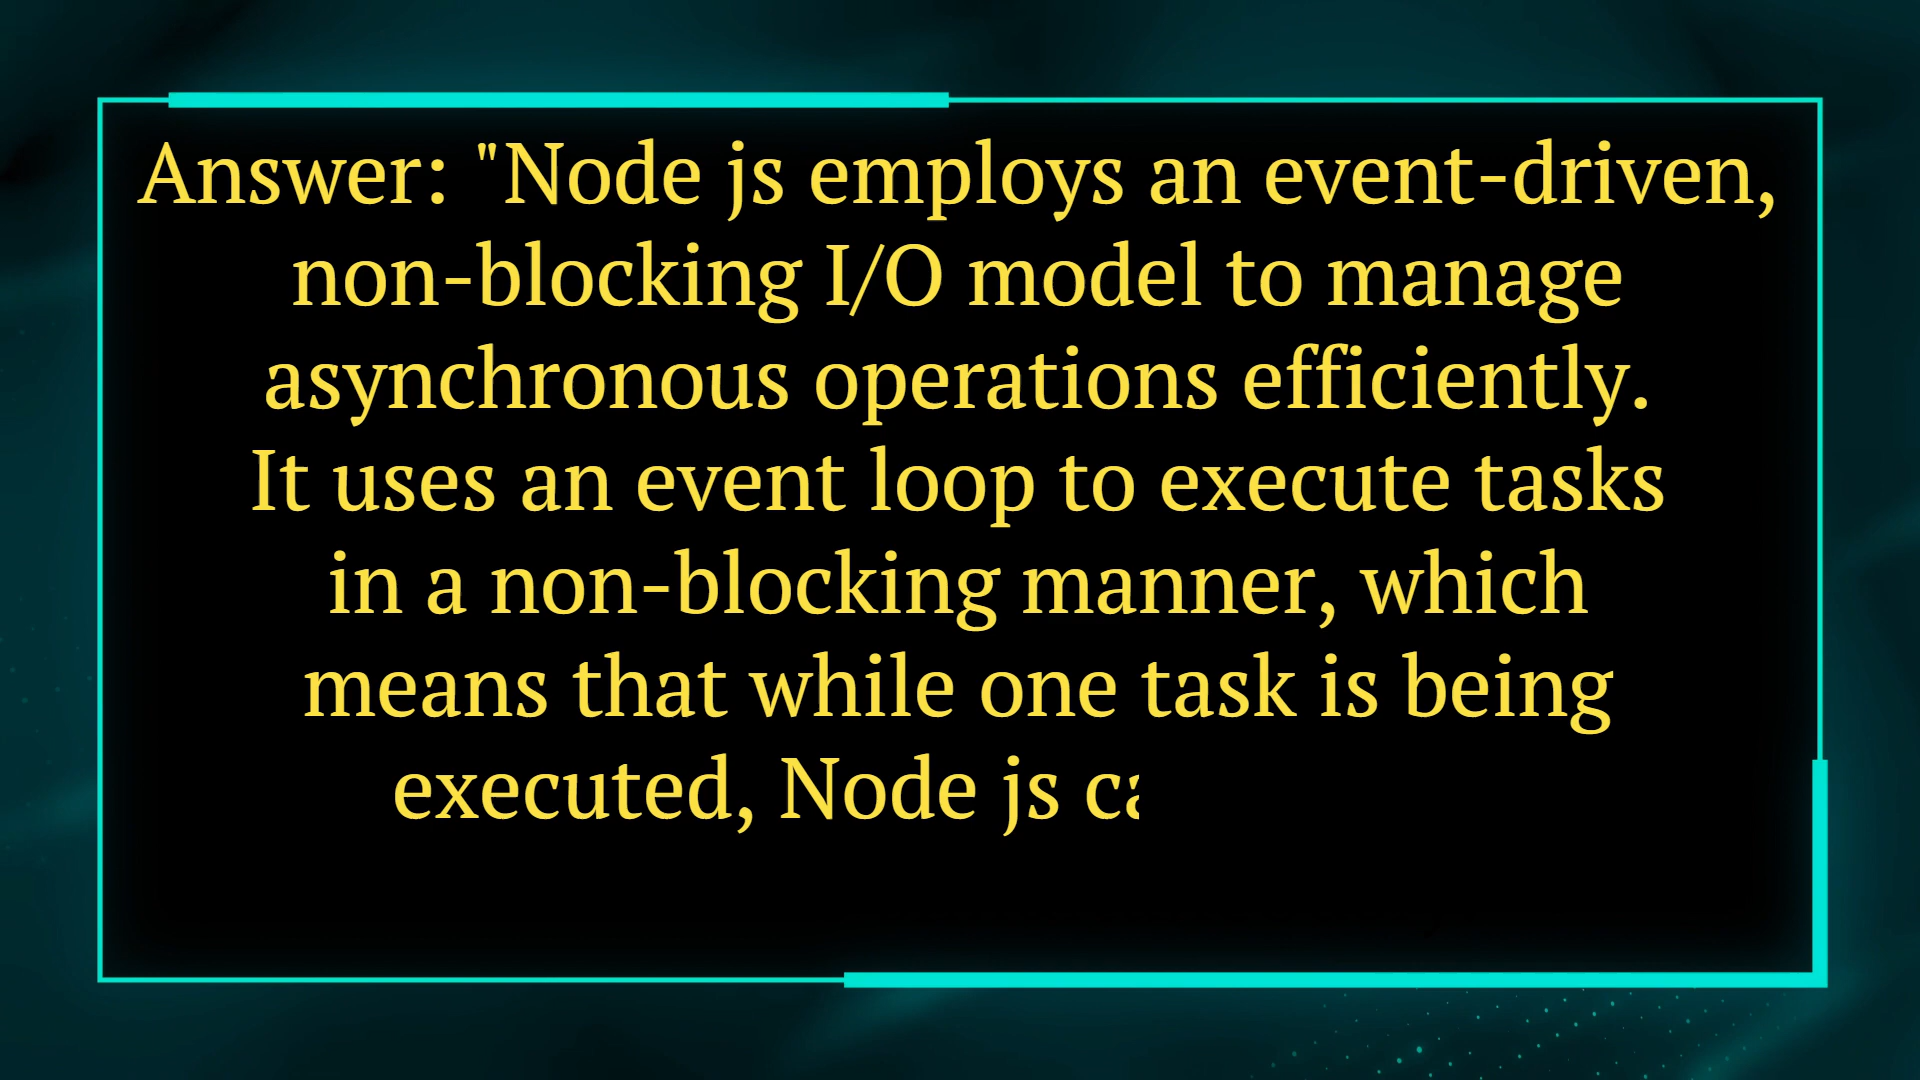 Answer: "Node js employs an event-driven,
non-blocking I/O model to manage
asynchronous operations efficiently.
It uses an event loop to execute tasks
in a non-blocking manner, which
means that while one task is being
executed, Node js